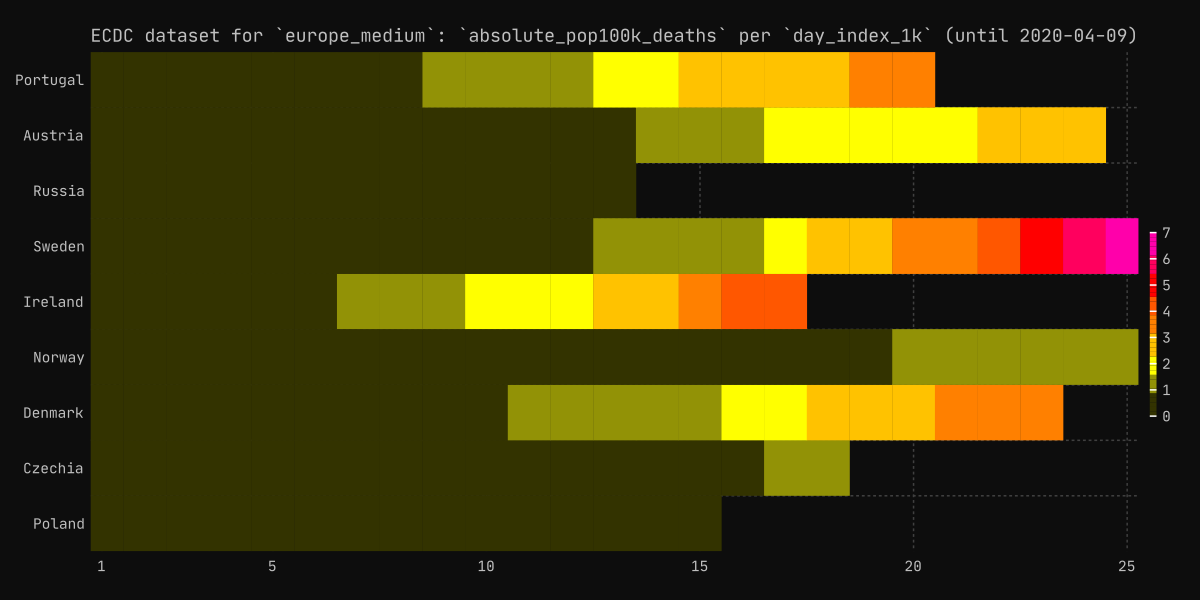 ECDC dataset for `europe_medium`: `absolute_pop100k_deaths` per `day_index_1k` (until 2020-04-09)
Portugal
Austria
Russia
Sweden
Ireland
Norway
Denmark
Czechia
Poland
7
6
5
4
3
2
1
0
1 5 10 15 20 25